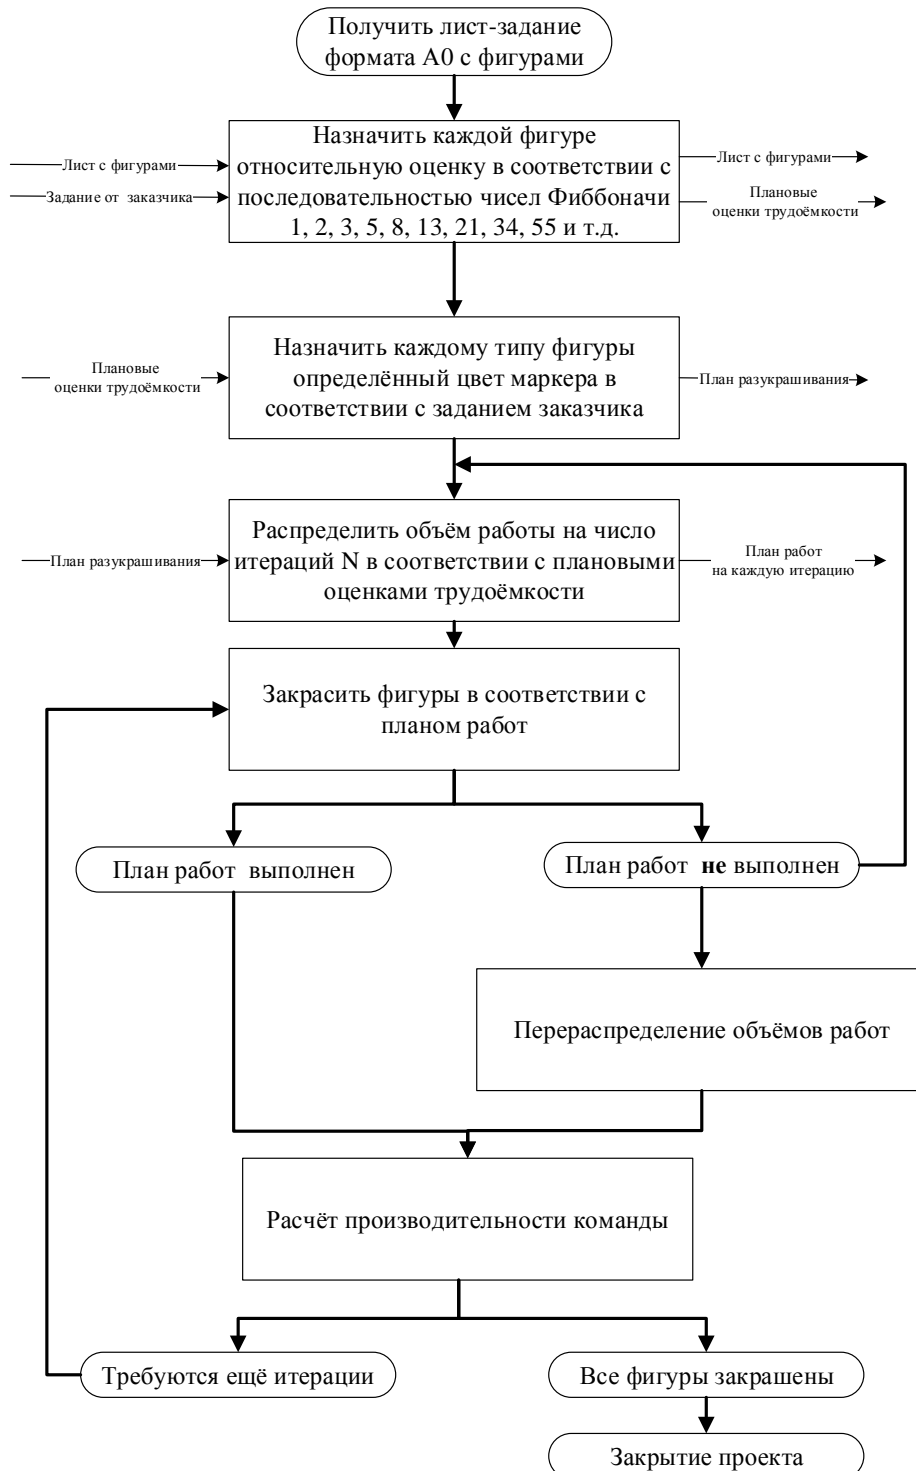 Получить лист-задание
формата А0 с фигурами
Назначить каждой фигуре
относительную оценку в соответствии с
последовательностью чисел Фиббоначи
1, 2, 3, 5, 8, 13, 21, 34, 55 и т.д.
Лист с фигурами
Задание от заказчика
Лист с фигурами
Плановые
оценки трудоёмкости
Плановые
оценки трудоёмкости
Назначить каждому типу фигуры
определённый цвет маркера в
соответствии с заданием заказчика
План разукрашивания
План разукрашивания
Распределить объём работы на число
итераций N в соответствии с плановыми
оценками трудоёмкости
План работ
на каждую итерацию
Закрасить фигуры в соответствии с
планом работ
План работ выполнен
План работ не выполнен
Перераспределение объёмов работ
Расчёт производительности команды
Требуются ещё итерации
Все фигуры закрашены
Закрытие проекта